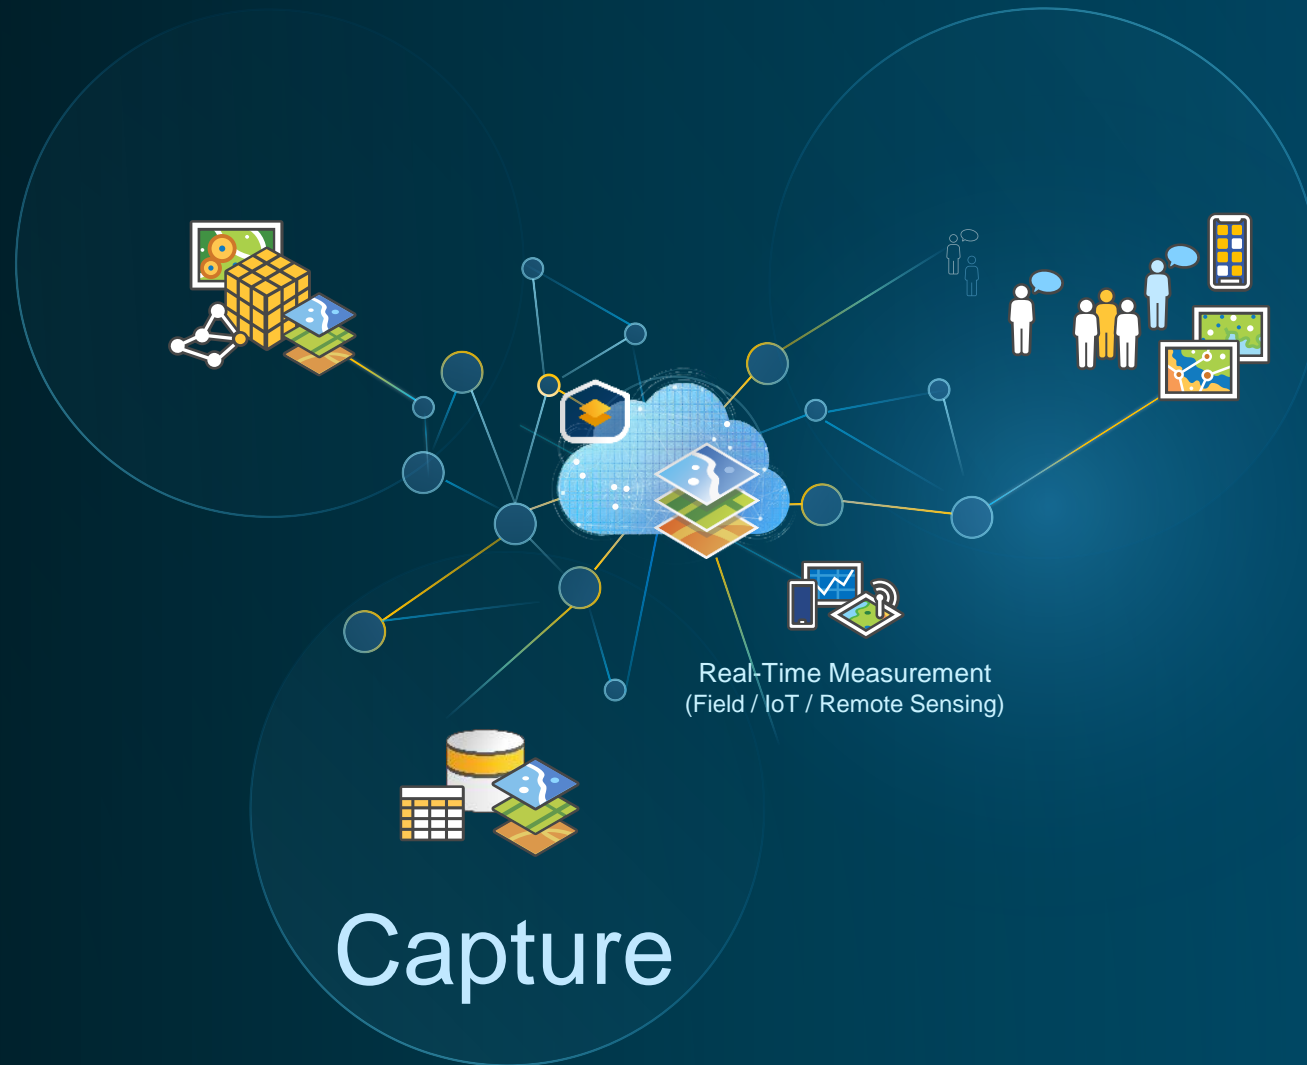 Real-Time Measurement
(Field / IoT / Remote Sensing)
Capture